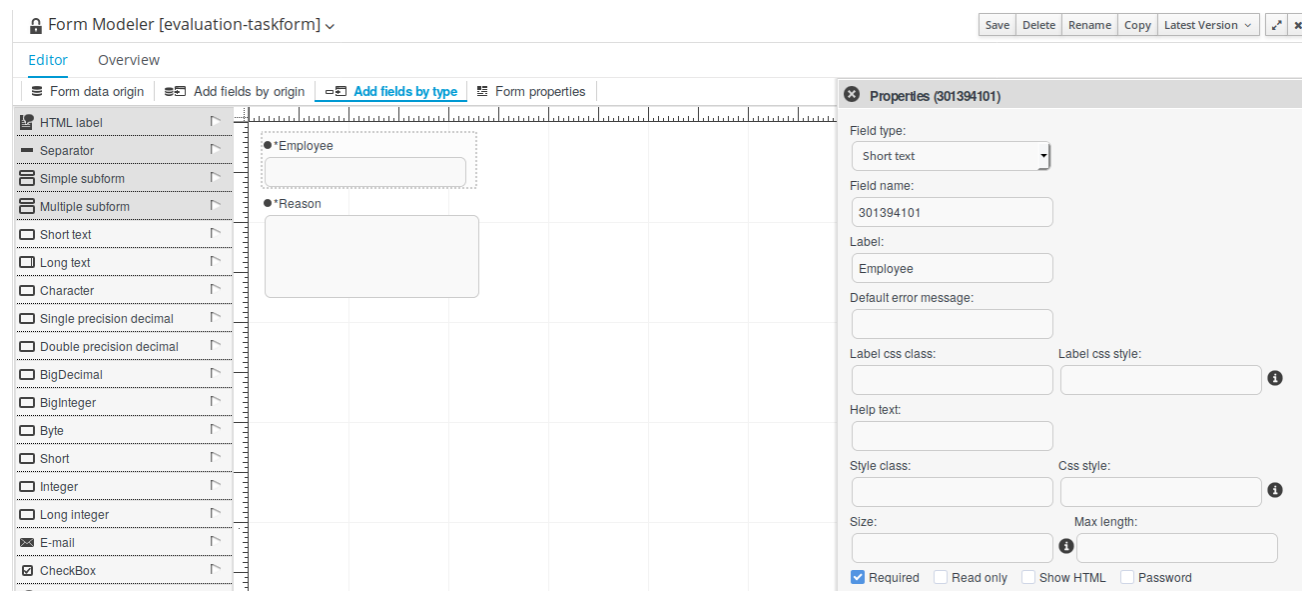 Form Modeler [evaluation-taskform]
Save Delete Rename Copy Latest Version
Editor Overview
Form data origin Add fields by origin Add fields by type Form properties
Properties (301394101)
HTML label
Separator
Simple subform
Multiple subform
Short text
Long text
Character
Single precision decimal
Double precision decimal
BigDecimal
BigInteger
Byte
Short
Integer
Long integer
E-mail
CheckBox
*Employee
*Reason
Field type:
Short text
Field name:
301394101
Label:
Employee
Default error message:
Label css class: Label css style:
Help text:
Style class: Css style:
Size: Max length:
Required Read only Show HTML Password